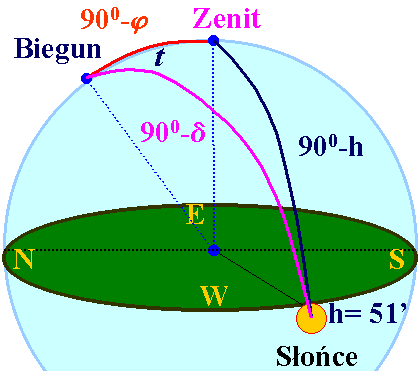 90⁰-φ
Zenit
Biegun
t
90⁰-δ
90⁰-h
E
N
S
W
h= 51’
Słońce